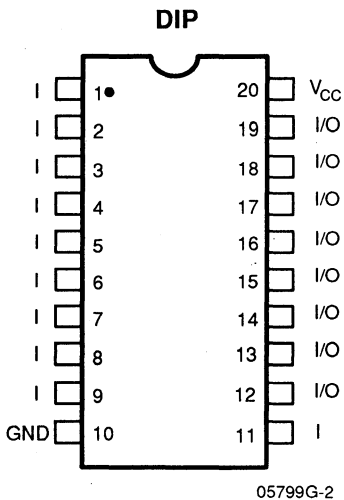 DIP
I 1 20 VCC
I 2 19 I/O
I 3 18 I/O
I 4 17 I/O
I 5 16 I/O
I 6 15 I/O
I 7 14 I/O
I 8 13 I/O
I 9 12 I/O
GND 10 11 I
05799G-2